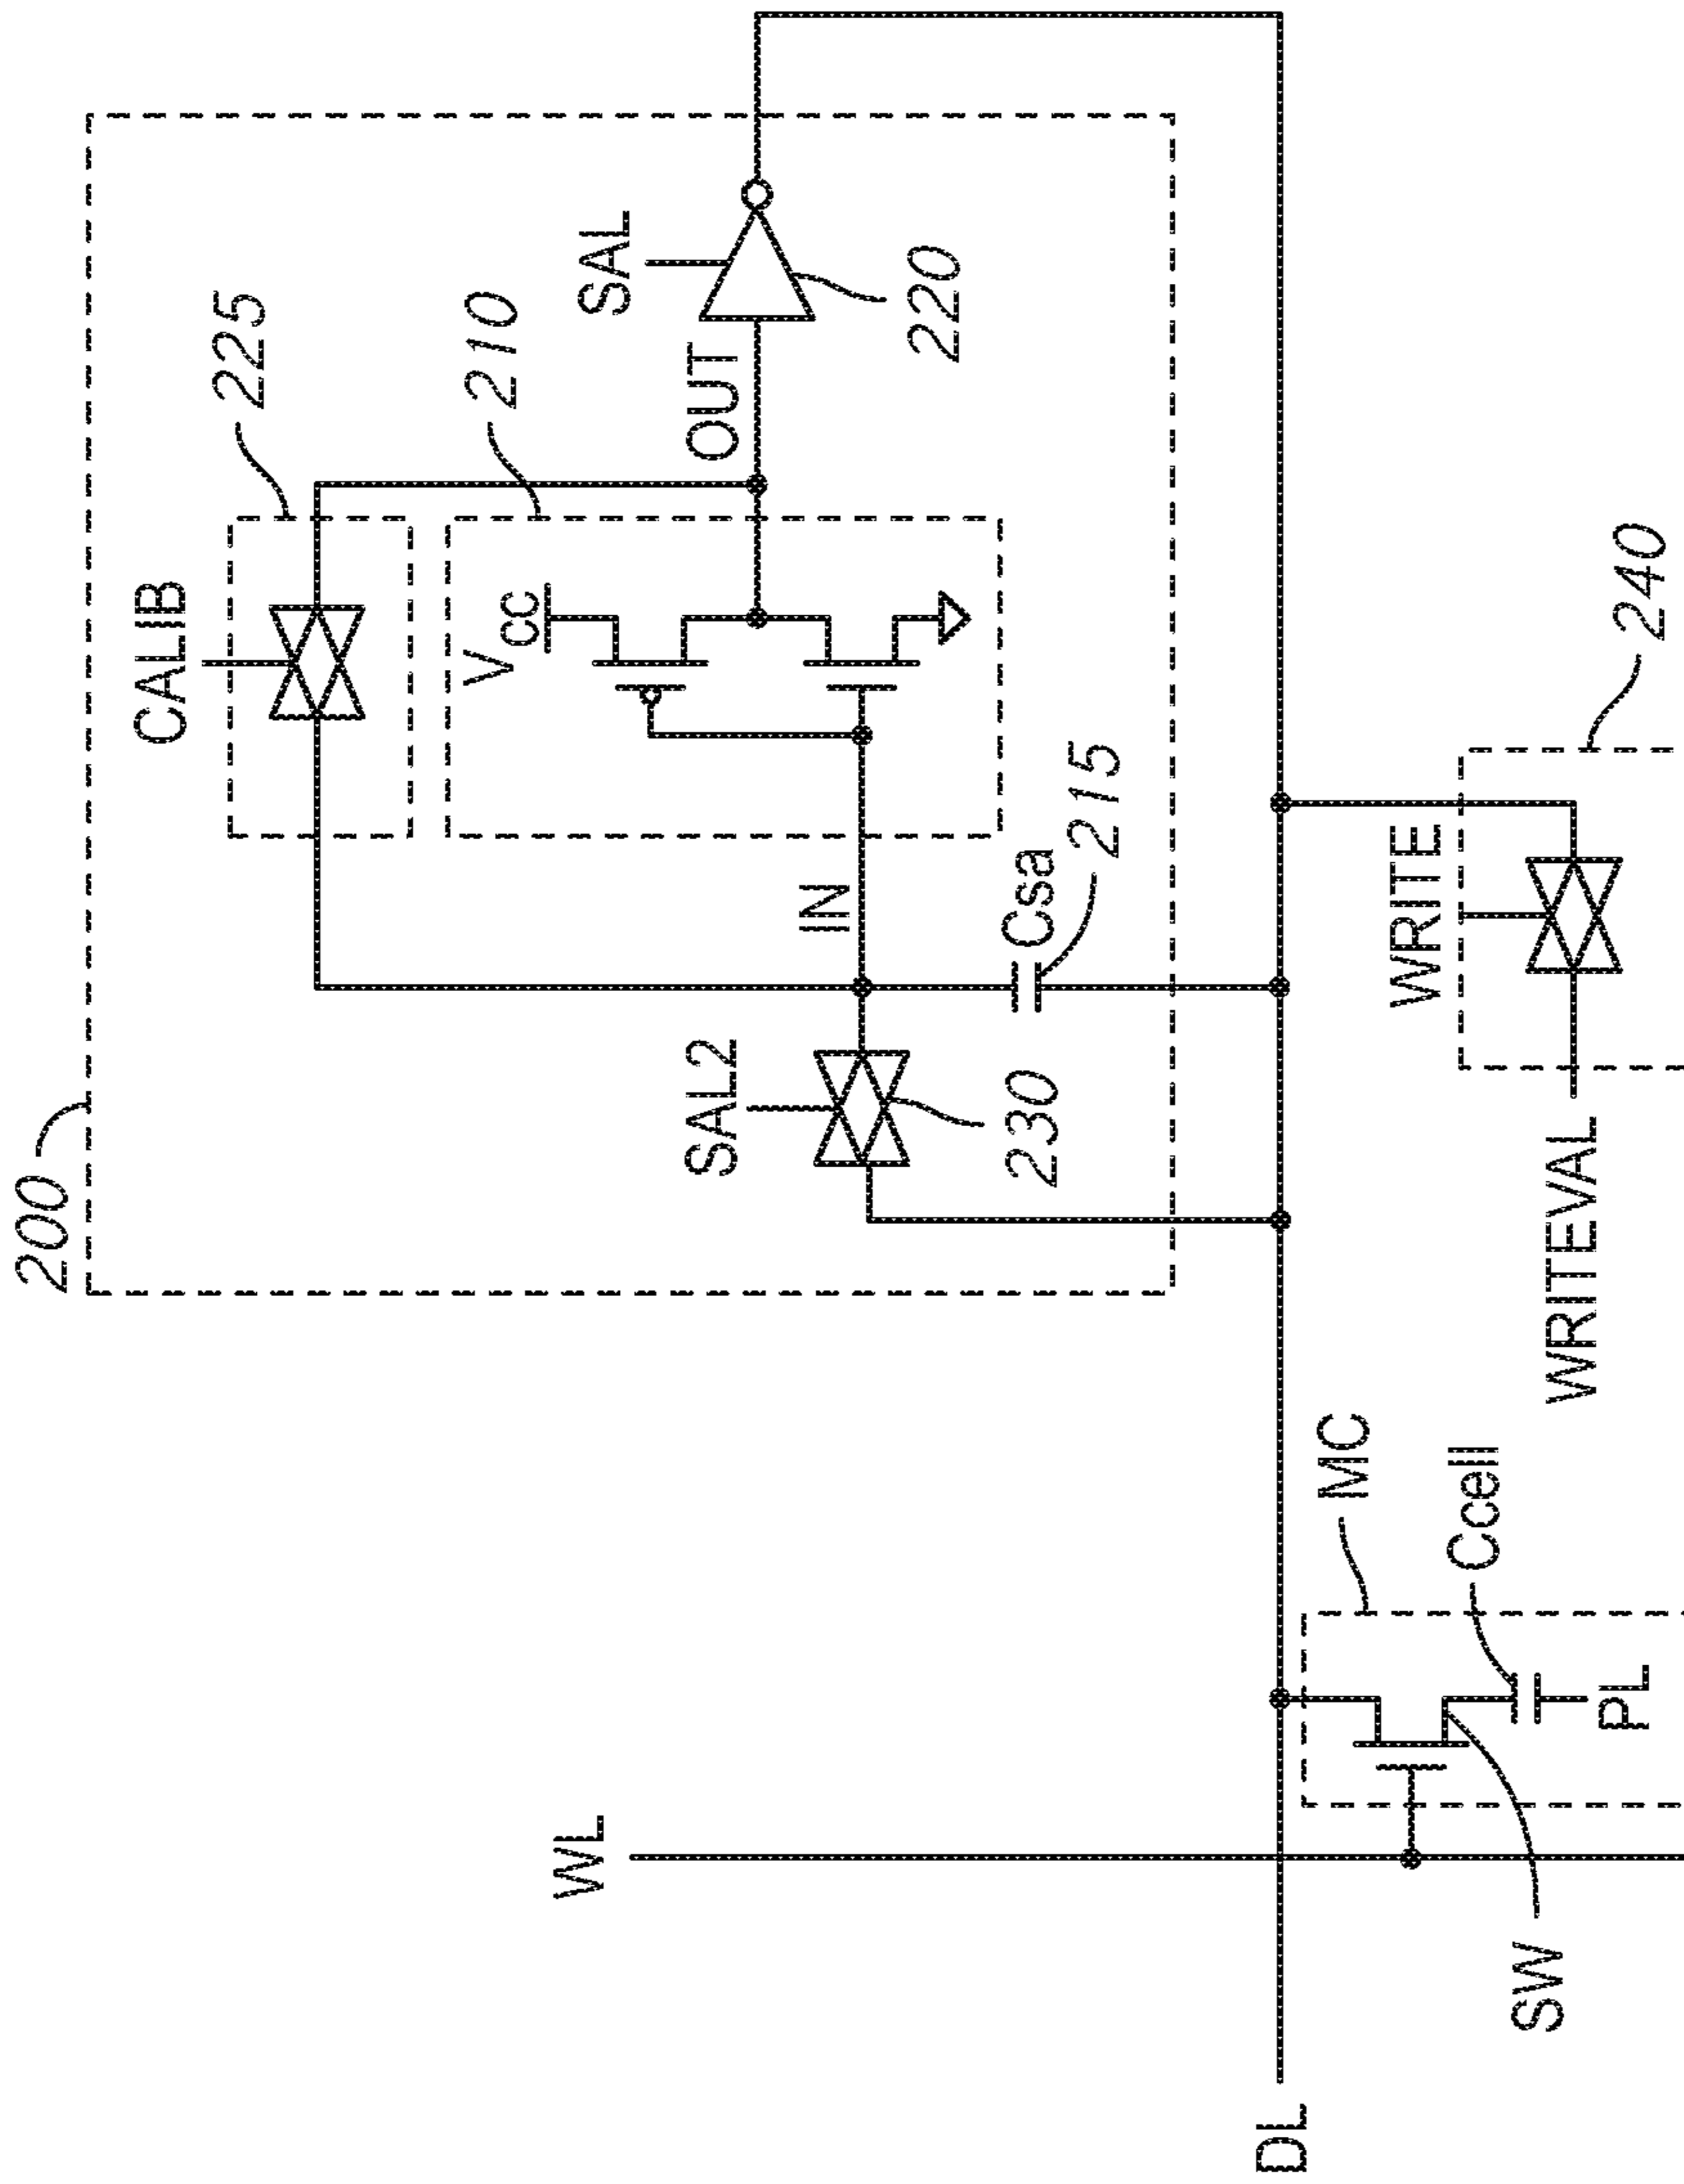 200
CALIB
225
210
Vcc
SAL
OUT
220
SAL2
IN
230
Csa
215
WL
DL
MC
Ccell
PL
SW
WRITE
240
WRITEVAL